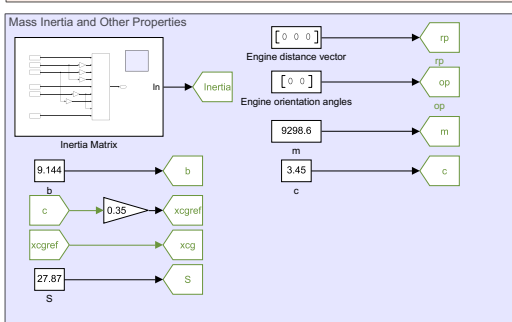 Mass Inertia and Other Properties
In
Inertia
Inertia Matrix
[ 0 0 0 ]
rp
Engine distance vector
rp
[ 0 0 ]
op
Engine orientation angles
op
9298.6
m
m
9.144
b
b
3.45
c
c
c
0.35
xcgref
xcgref
xcg
27.87
S
S